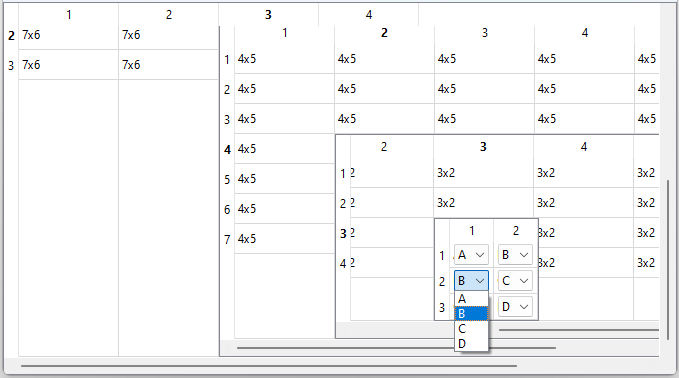 1 2 3 4
1 2 3 4
2 7x6 7x6
1 4x5 4x5 4x5 4x5 4x5
3 7x6 7x6
2 4x5 4x5 4x5 4x5 4x5
3 4x5 4x5 4x5 4x5 4x5
4 4x5
2 3 4
5 4x5
1 2 3x2 3x2 3x2
6 4x5
2 2 3x2 3x2 3x2
7 4x5
1 2
3 2 3x2 3x2
1 A B
4 2 3x2 3x2
2 B C
A
3 D
B
C
D